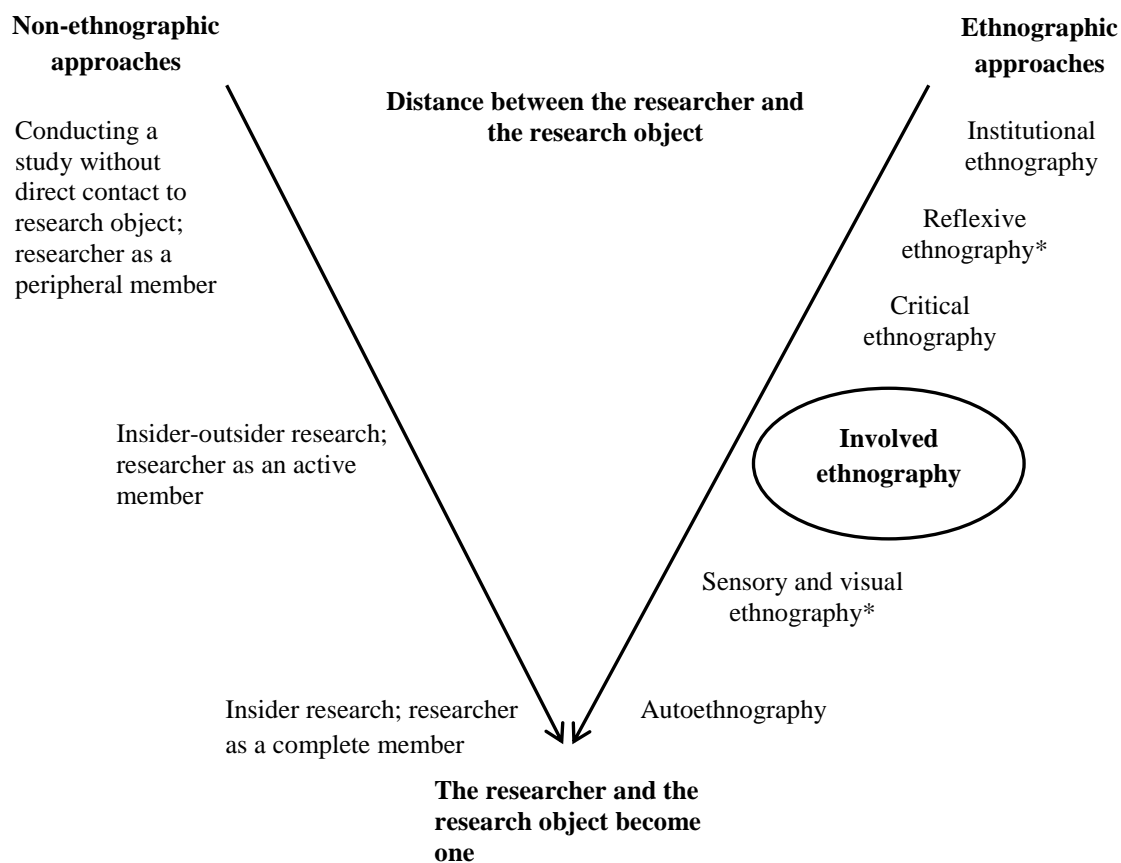 Non-ethnographic
approaches
Ethnographic
approaches
Distance between the researcher and
the research object
Conducting a
study without
direct contact to
research object;
researcher as a
peripheral member
Institutional
ethnography
Reflexive
ethnography*
Critical
ethnography
Insider-outsider research;
researcher as an active
member
Involved
ethnography
Sensory and visual
ethnography*
Insider research; researcher
as a complete member
Autoethnography
The researcher and the
research object become
one